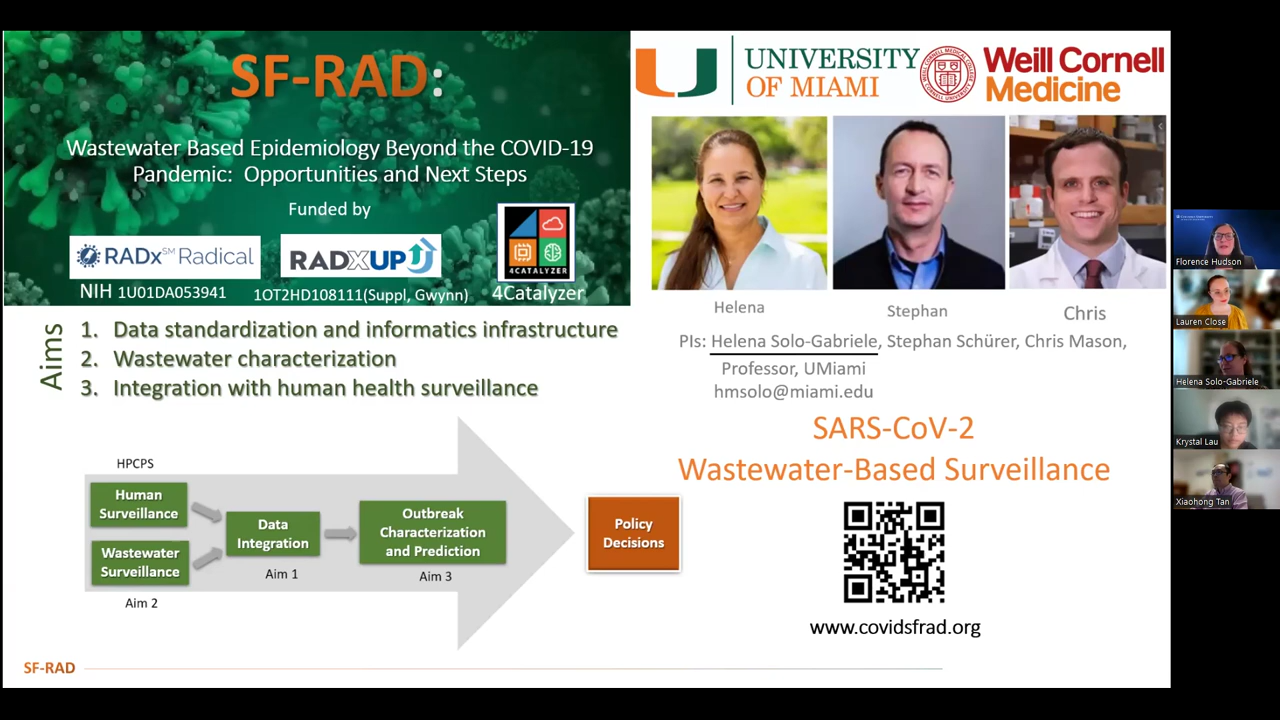 SF-RAD:
Wastewater Based Epidemiology Beyond the COVID-19
Pandemic: Opportunities and Next Steps
Funded by
RADx℠ Radical
RADXUP
4CATALYZER
NIH 1U01DA053941
1OT2HD108111(Suppl, Gwynn)
4Catalyzer
UNIVERSITY
OF MIAMI
Weill Cornell
Medicine
Helena
Stephan
Chris
PIs: Helena Solo-Gabriele, Stephan Schürer, Chris Mason,
Professor, UMiami
hmsolo@miami.edu
Aims
1. Data standardization and informatics infrastructure
2. Wastewater characterization
3. Integration with human health surveillance
HPCPS
Human
Surveillance
Wastewater
Surveillance
Aim 2
Data
Integration
Aim 1
Outbreak
Characterization
and Prediction
Aim 3
Policy
Decisions
SARS-CoV-2
Wastewater-Based Surveillance
www.covidsfrad.org
SF-RAD
Florence Hudson
Lauren Close
Helena Solo-Gabriele
Krystal Lau
Xiaohong Tan